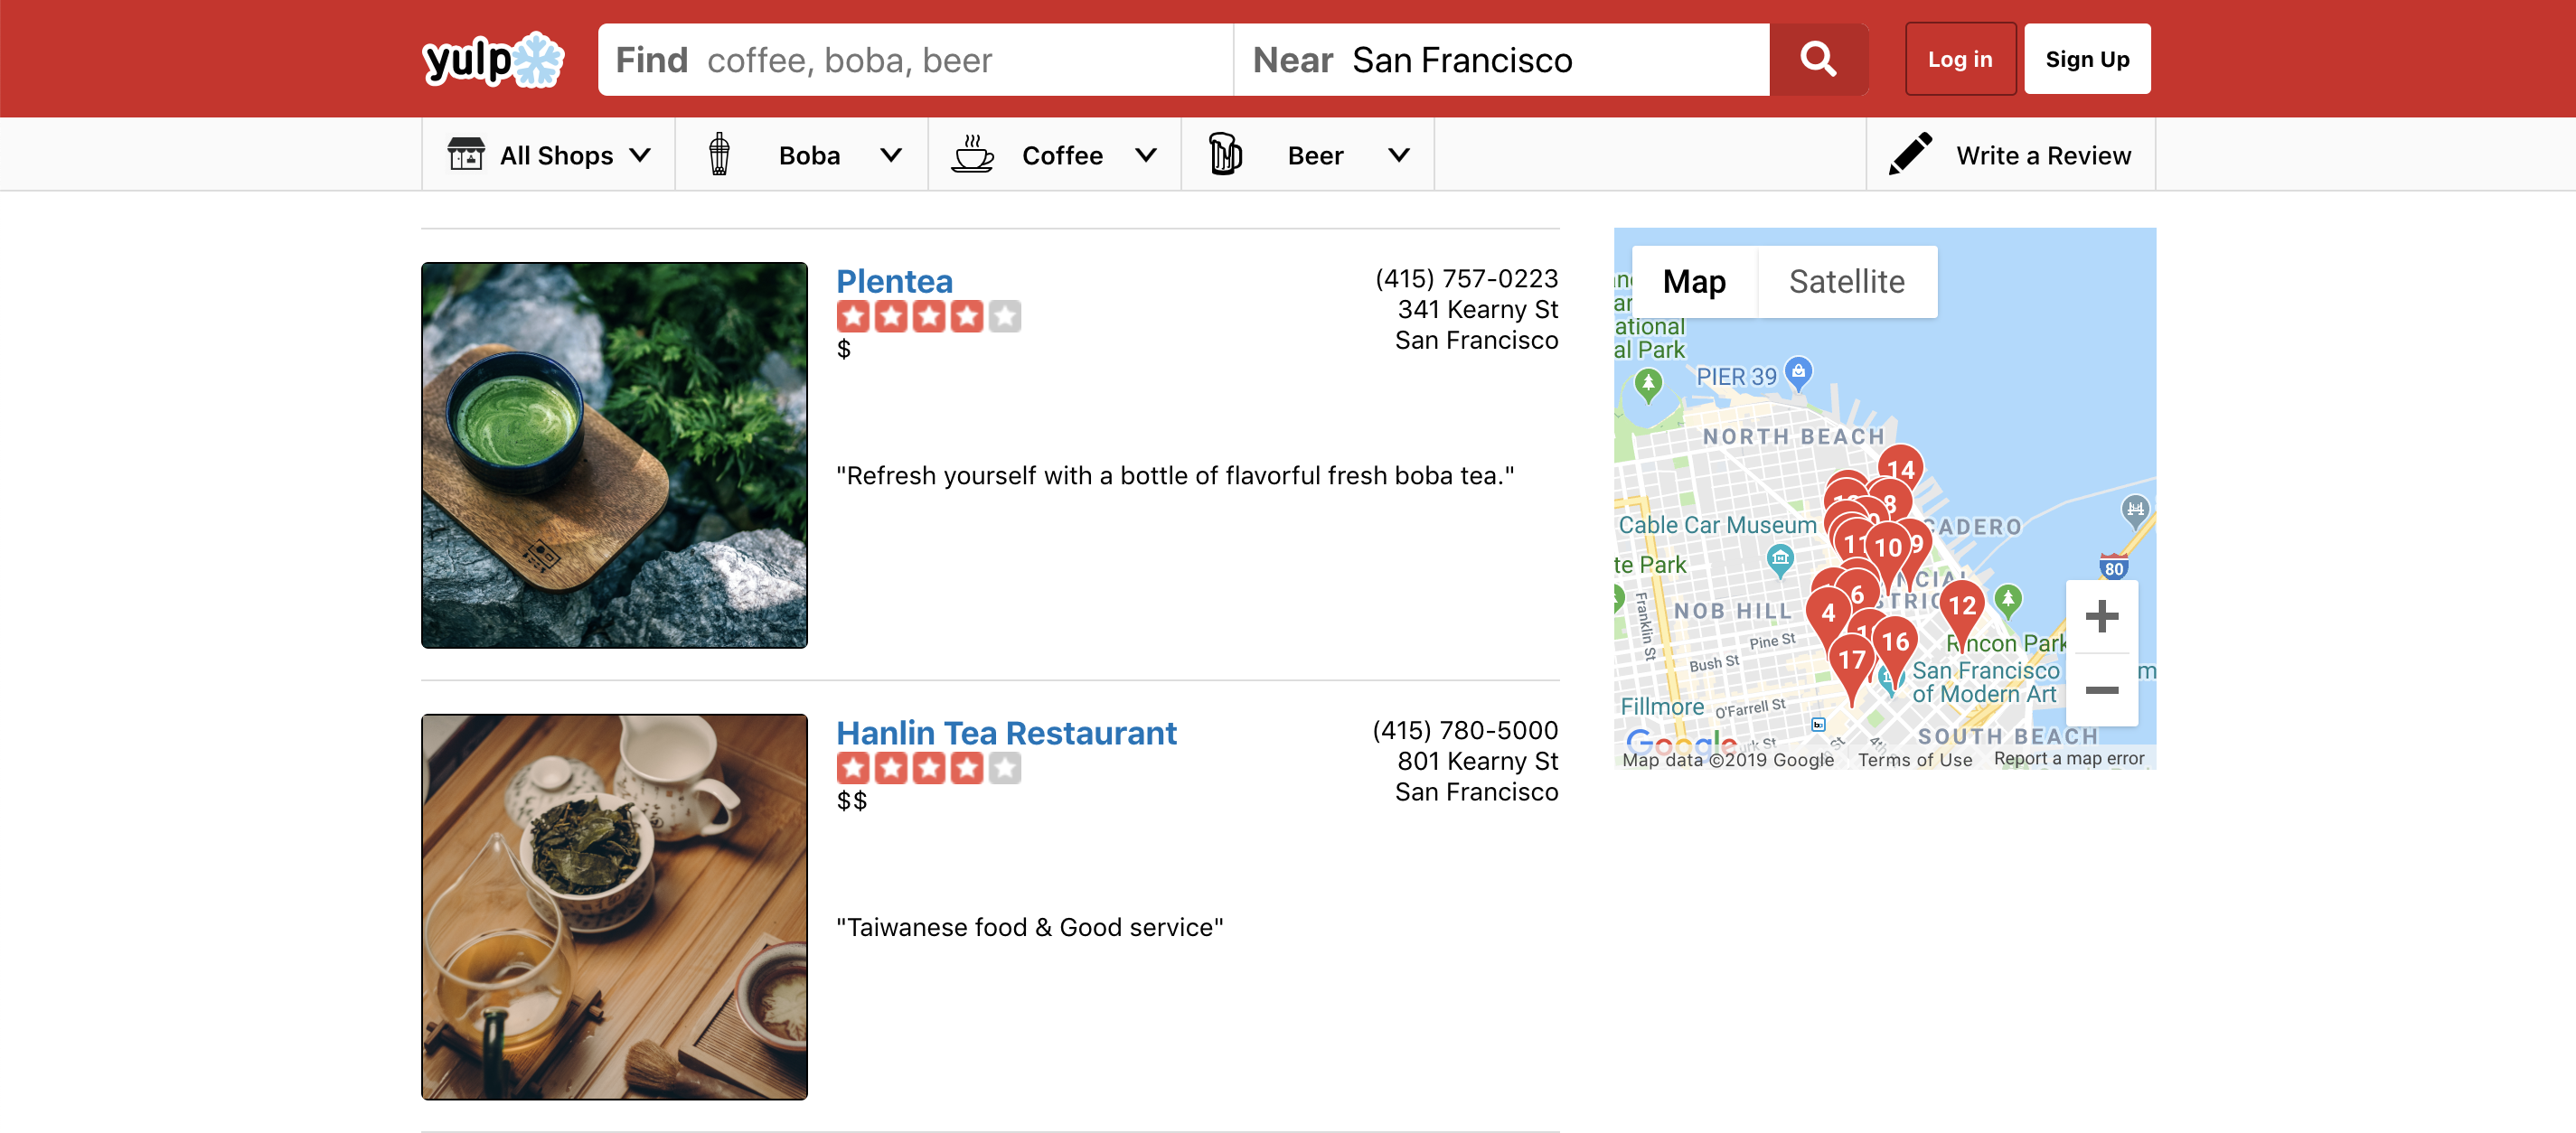 yulp
Find coffee, boba, beer
Near San Francisco
Log in
Sign Up
All Shops
Boba
Coffee
Beer
Write a Review
Plentea
$
(415) 757-0223
341 Kearny St
San Francisco
"Refresh yourself with a bottle of flavorful fresh boba tea."
Hanlin Tea Restaurant
$$
(415) 780-5000
801 Kearny St
San Francisco
"Taiwanese food & Good service"
Map Satellite
PIER 39
NORTH BEACH
14
8
Cable Car Museum
10
9
80
NOB HILL
6
4
12
Franklin St
Pine St
Rincon Park
16
Bush St
17
San Francisco
of Modern Art
Fillmore
O'Farrell St
SOUTH BEACH
Google
Map data ©2019 Google
Terms of Use
Report a map error